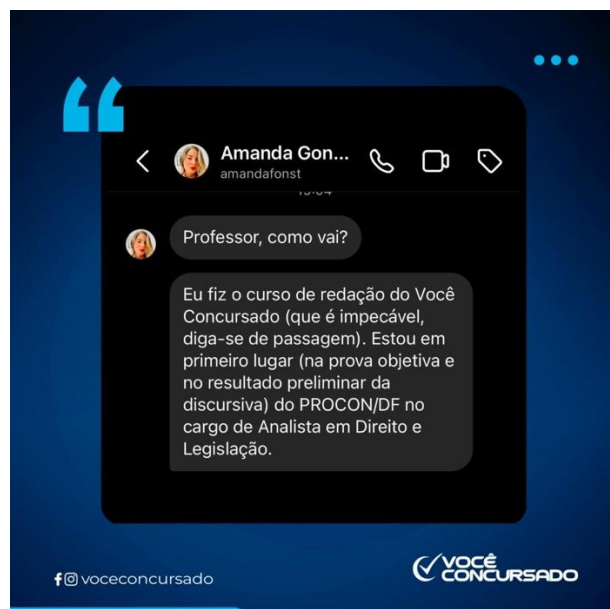 Amanda Gon...
amandafonst
Professor, como vai?
Eu fiz o curso de redação do Você
Concursado (que é impecável,
diga-se de passagem). Estou em
primeiro lugar (na prova objetiva e
no resultado preliminar da
discursiva) do PROCON/DF no
cargo de Analista em Direito e
Legislação.
voceconcursado
VOCÊ
CONCURSADO